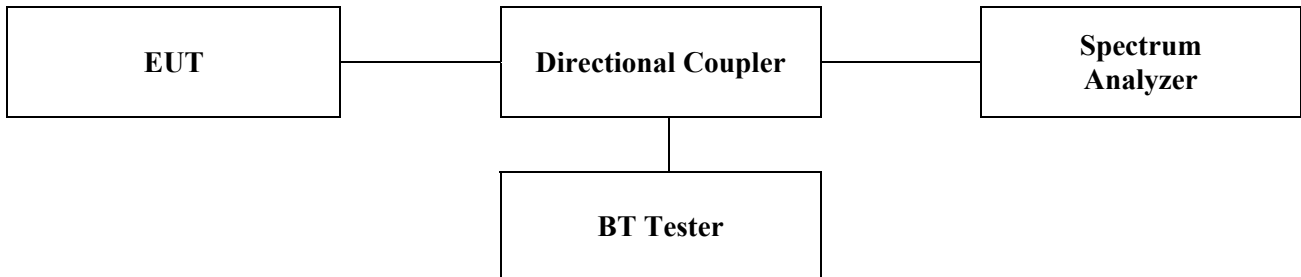 EUT
Directional Coupler
Spectrum
Analyzer
BT Tester